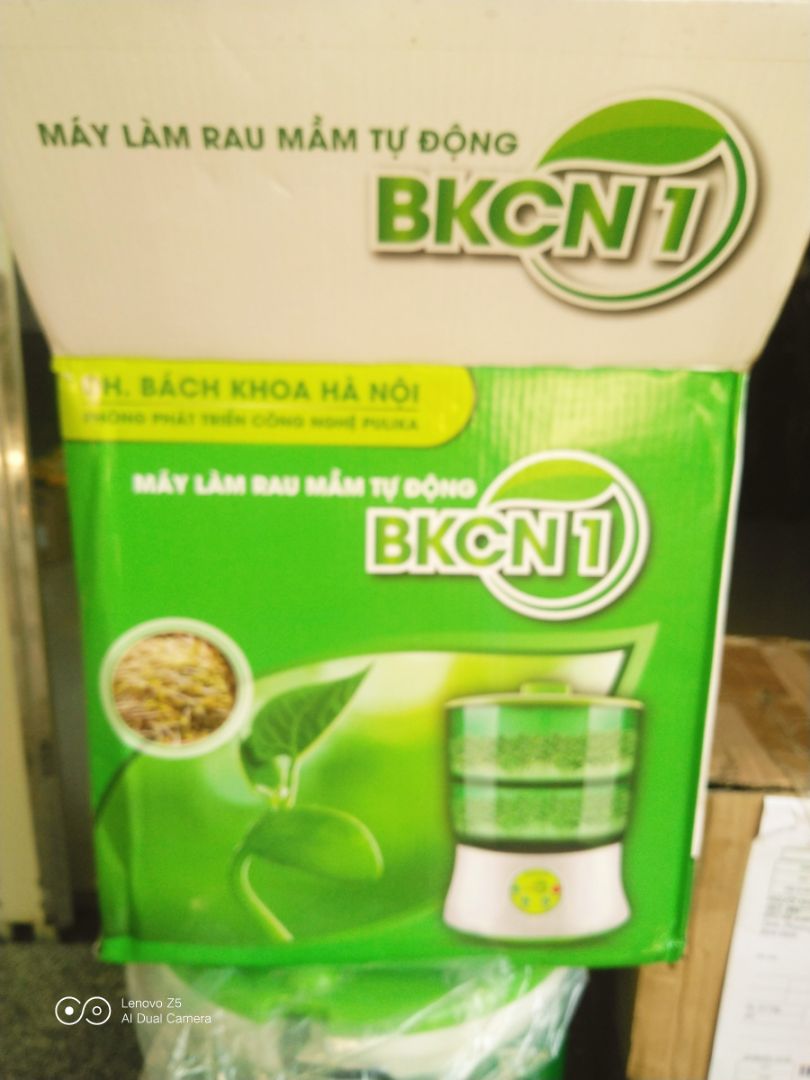 MÁY LÀM RAU MẦM TỰ ĐỘNG
BKCN 1
ĐH. BÁCH KHOA HÀ NỘI
PHÒNG PHÁT TRIỂN CÔNG NGHỆ PULIKA
MÁY LÀM RAU MẦM TỰ ĐỘNG
BKCN 1
Lenovo Z5
AI Dual Camera